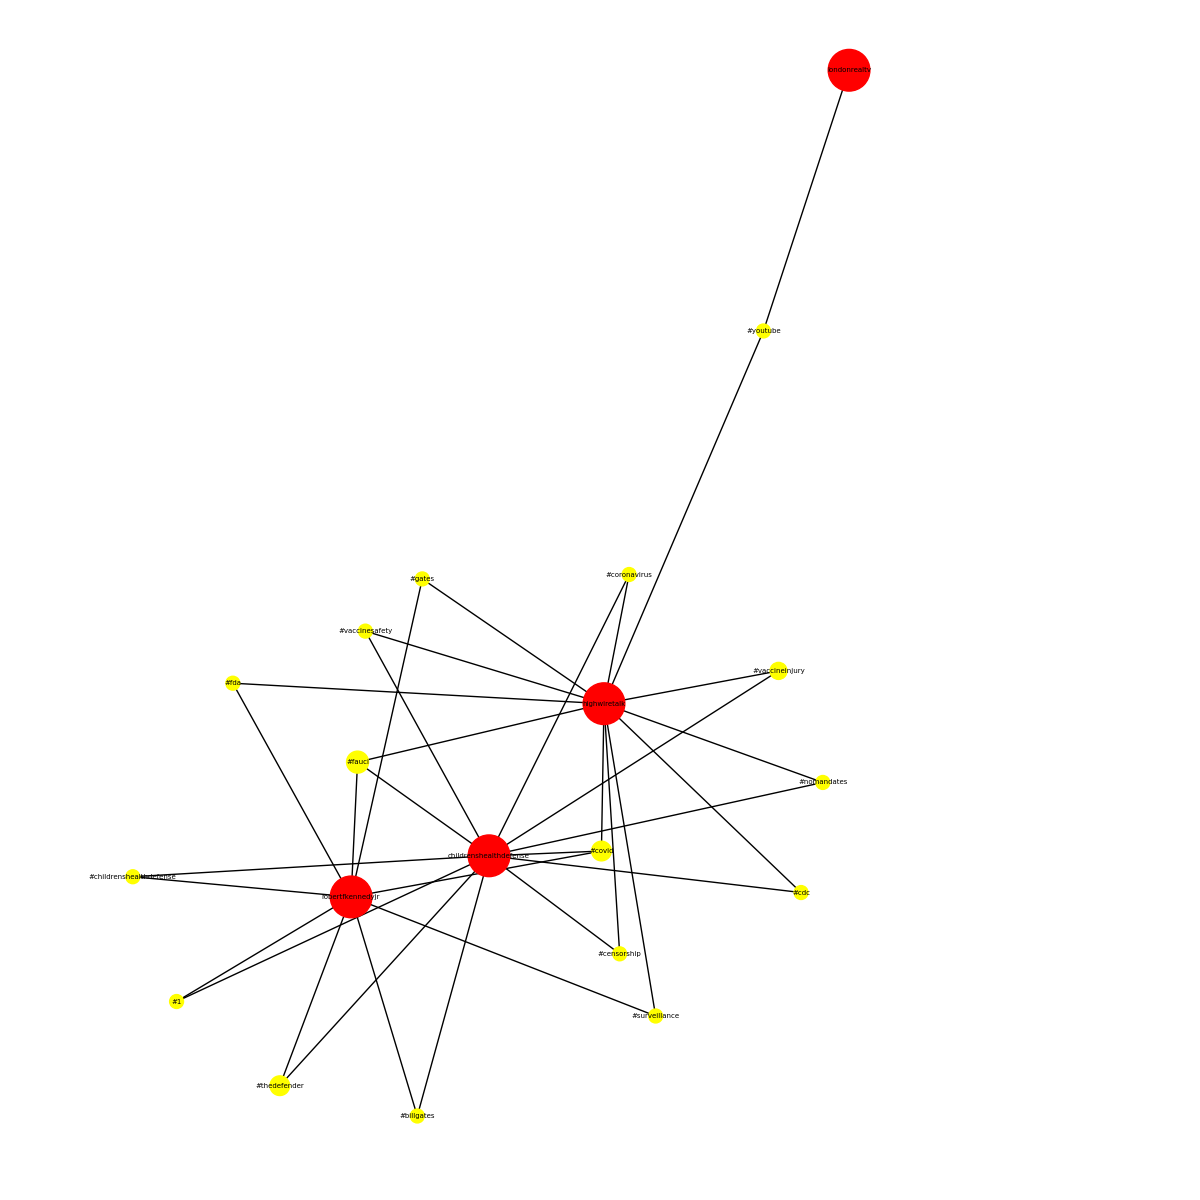 londonrealtv
#youtube
#coronavirus
#gates
#vaccinesafety
#vaccineinjury
#fda
highwiretalk
#fauci
#nomandates
#covid
childrenshealthdefense
#childrenshealthdefense
#cdc
robertfkennedyjr
#censorship
#1
#surveillance
#thedefender
#billgates